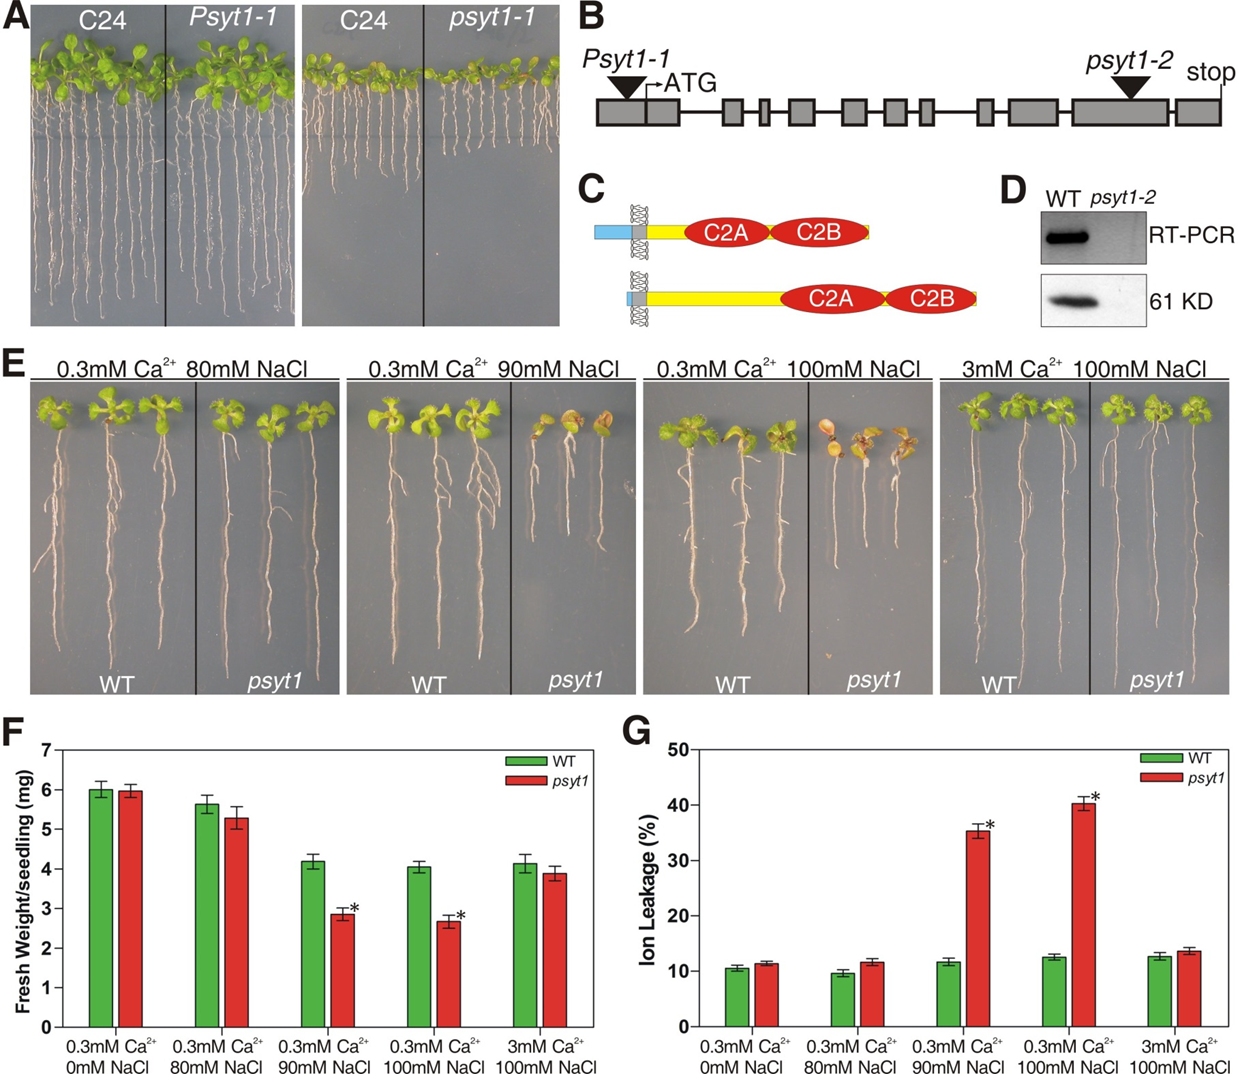 A
C24
Psyt1-1
C24
psyt1-1
B
Psyt1-1
ATG
psyt1-2
stop
C
C2A
C2B
C2A
C2B
D
WT psyt1-2
RT-PCR
61 KD
E
0.3mM Ca²⁺ 80mM NaCl
0.3mM Ca²⁺ 90mM NaCl
0.3mM Ca²⁺ 100mM NaCl
3mM Ca²⁺ 100mM NaCl
WT
psyt1
WT
psyt1
WT
psyt1
WT
psyt1
F
Fresh Weight/seedling (mg)
7
6
5
4
3
2
1
0
WT
psyt1
*
*
0.3mM Ca²⁺
0mM NaCl
0.3mM Ca²⁺
80mM NaCl
0.3mM Ca²⁺
90mM NaCl
0.3mM Ca²⁺
100mM NaCl
3mM Ca²⁺
100mM NaCl
G
Ion Leakage (%)
50
40
30
20
10
0
WT
psyt1
*
*
0.3mM Ca²⁺
0mM NaCl
0.3mM Ca²⁺
80mM NaCl
0.3mM Ca²⁺
90mM NaCl
0.3mM Ca²⁺
100mM NaCl
3mM Ca²⁺
100mM NaCl